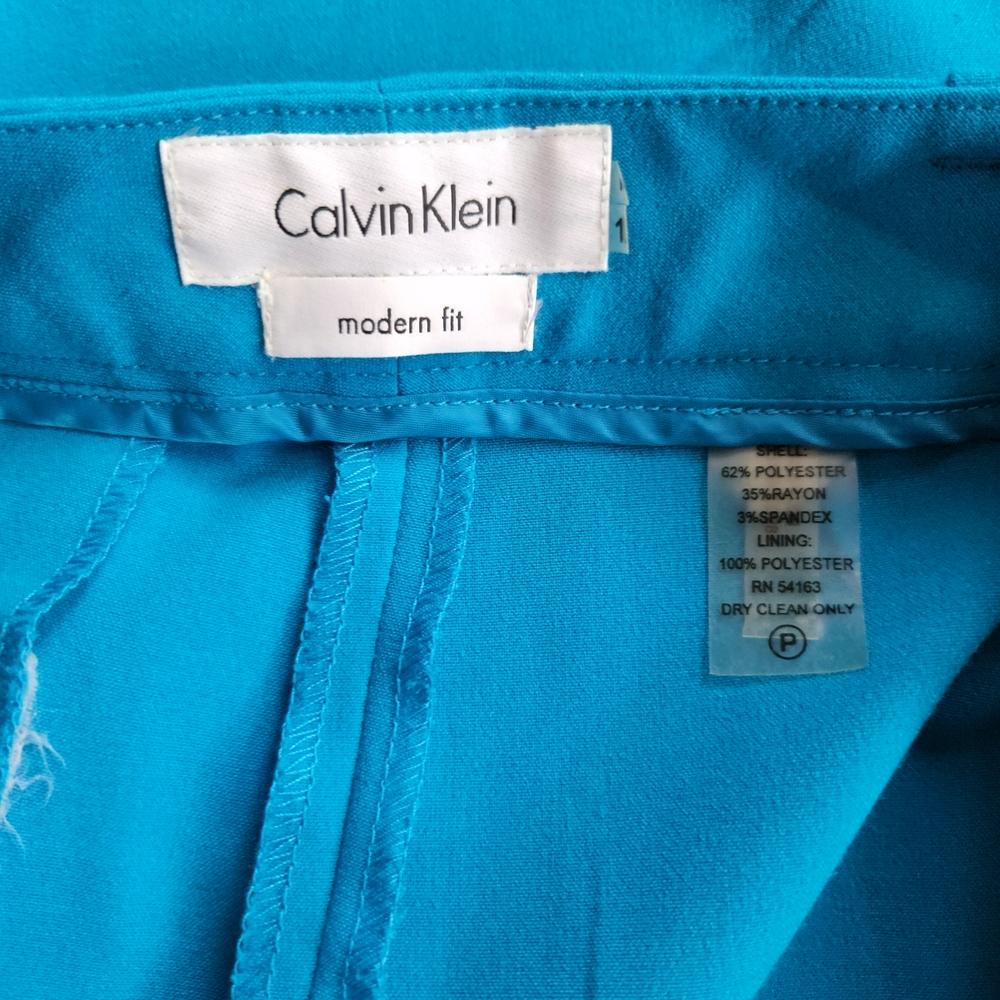 Calvin Klein
modern fit
1
SHELL:
62% POLYESTER
35%RAYON
3%SPANDEX
LINING:
100% POLYESTER
RN 54163
DRY CLEAN ONLY
P